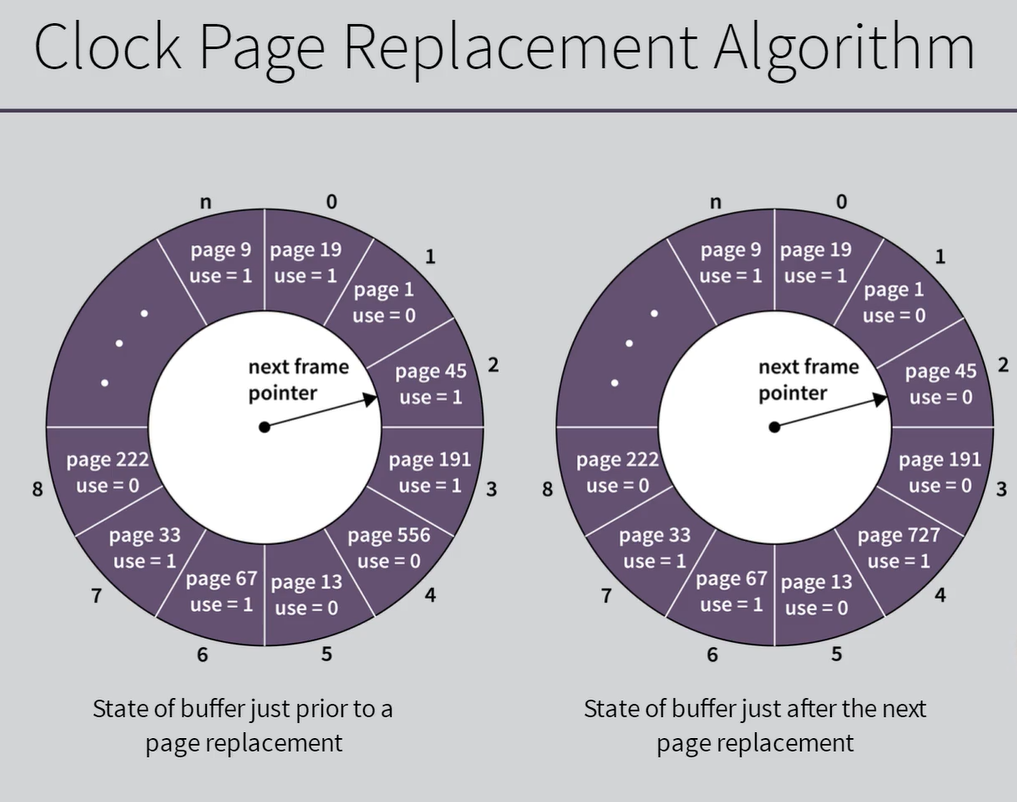 Clock Page Replacement Algorithm
n
0
page 9
use = 1
page 19
use = 1
1
page 1
use = 0
2
page 45
use = 1
next frame
pointer
page 191
use = 1
3
page 556
use = 0
4
page 13
use = 0
5
page 67
use = 1
6
page 33
use = 1
7
page 222
use = 0
8
State of buffer just prior to a
page replacement
n
0
page 9
use = 1
page 19
use = 1
1
page 1
use = 0
2
page 45
use = 0
next frame
pointer
page 191
use = 0
3
page 727
use = 1
4
page 13
use = 0
5
page 67
use = 1
6
page 33
use = 1
7
page 222
use = 0
8
State of buffer just after the next
page replacement